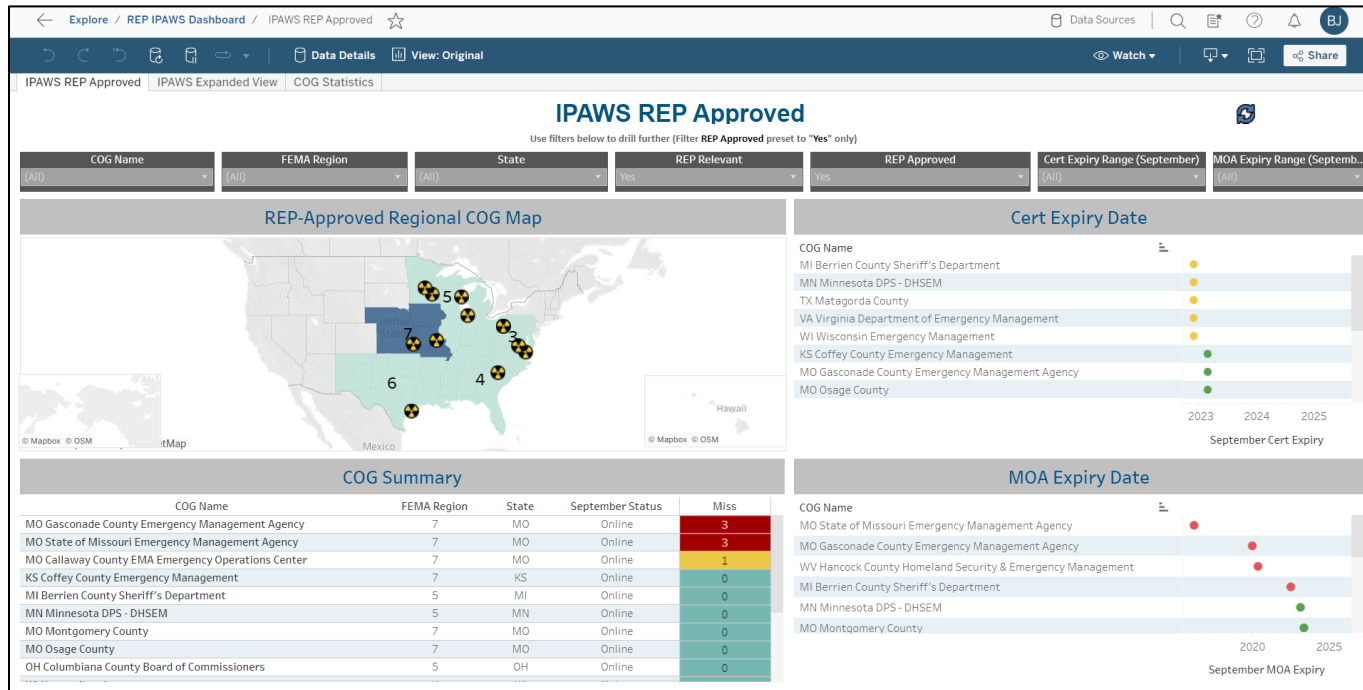 Explore / REP IPAWS Dashboard / IPAWS REP Approved
Data Sources
BJ
Data Details
View: Original
Watch
Share
IPAWS REP Approved
IPAWS Expanded View
COG Statistics
IPAWS REP Approved
Use filters below to drill further (Filter REP Approved preset to "Yes" only)
COG Name FEMA Region State REP Relevant REP Approved Cert Expiry Range (September) MOA Expiry Range (Septemb..
(All) (All) (All) Yes Yes (All) (All)
REP-Approved Regional COG Map
United
States
5
7
3
6
4
Hawaii
Mexico
© Mapbox © OSM
etMap
© Mapbox © OSM
Cert Expiry Date
COG Name
MI Berrien County Sheriff's Department
MN Minnesota DPS - DHSEM
TX Matagorda County
VA Virginia Department of Emergency Management
WI Wisconsin Emergency Management
KS Coffey County Emergency Management
MO Gasconade County Emergency Management Agency
MO Osage County
2023 2024 2025
September Cert Expiry
COG Summary
COG Name FEMA Region State September Status Miss
MO Gasconade County Emergency Management Agency 7 MO Online 3
MO State of Missouri Emergency Management Agency 7 MO Online 3
MO Callaway County EMA Emergency Operations Center 7 MO Online 1
KS Coffey County Emergency Management 7 KS Online 0
MI Berrien County Sheriff's Department 5 MI Online 0
MN Minnesota DPS - DHSEM 5 MN Online 0
MO Montgomery County 7 MO Online 0
MO Osage County 7 MO Online 0
OH Columbiana County Board of Commissioners 5 OH Online 0
MOA Expiry Date
COG Name
MO State of Missouri Emergency Management Agency
MO Gasconade County Emergency Management Agency
WV Hancock County Homeland Security & Emergency Management
MI Berrien County Sheriff's Department
MN Minnesota DPS - DHSEM
MO Montgomery County
2020 2025
September MOA Expiry